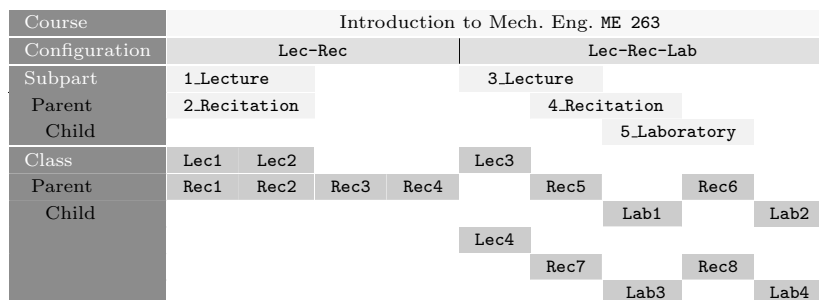 Course Introduction to Mech. Eng. ME 263
Configuration Lec-Rec Lec-Rec-Lab
Subpart 1_Lecture 3_Lecture
Parent 2_Recitation 4_Recitation
Child 5_Laboratory
Class Lec1 Lec2 Lec3
Parent Rec1 Rec2 Rec3 Rec4 Rec5 Rec6
Child Lab1 Lab2
Lec4
Rec7 Rec8
Lab3 Lab4